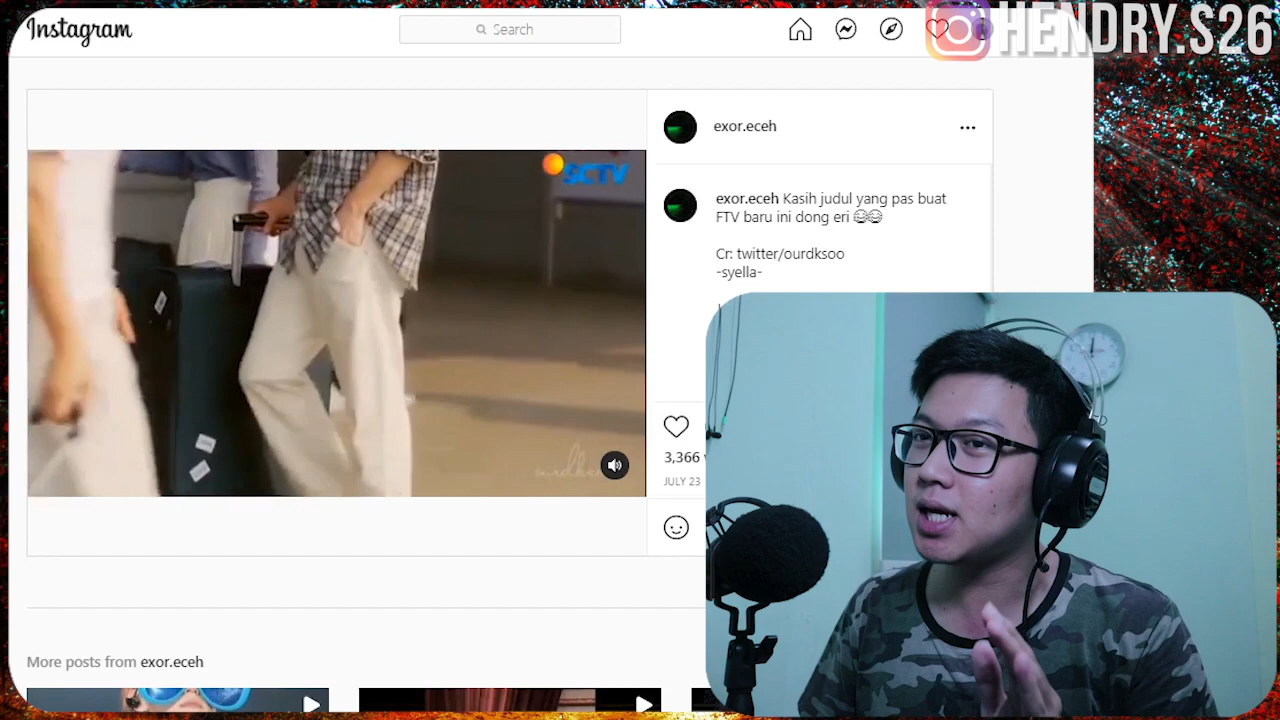 Instagram
Search
HENDRY.S26
SCTV
exor.eceh
exor.eceh Kasih judul yang pas buat
FTV baru ini dong eri 😂😂
Cr: twitter/ourdksoo
-syella-
3,366
JULY 23
More posts from exor.eceh